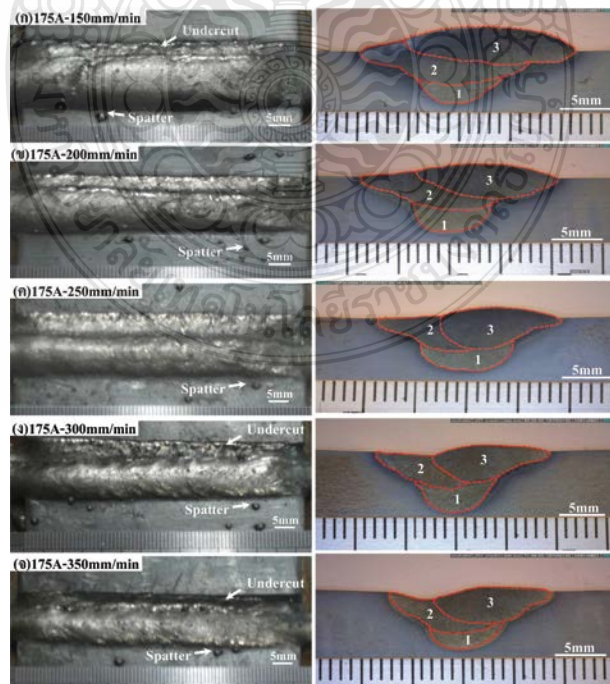 (ก)175A-150mm/min
Undercut
Spatter
5mm
3
2
1
5mm
(ข)175A-200mm/min
Spatter
5mm
3
2
1
5mm
(ค)175A-250mm/min
Spatter
5mm
2
3
1
5mm
(ง)175A-300mm/min
Undercut
Spatter
5mm
3
2
1
5mm
(จ)175A-350mm/min
Undercut
Spatter
5mm
3
2
1
5mm